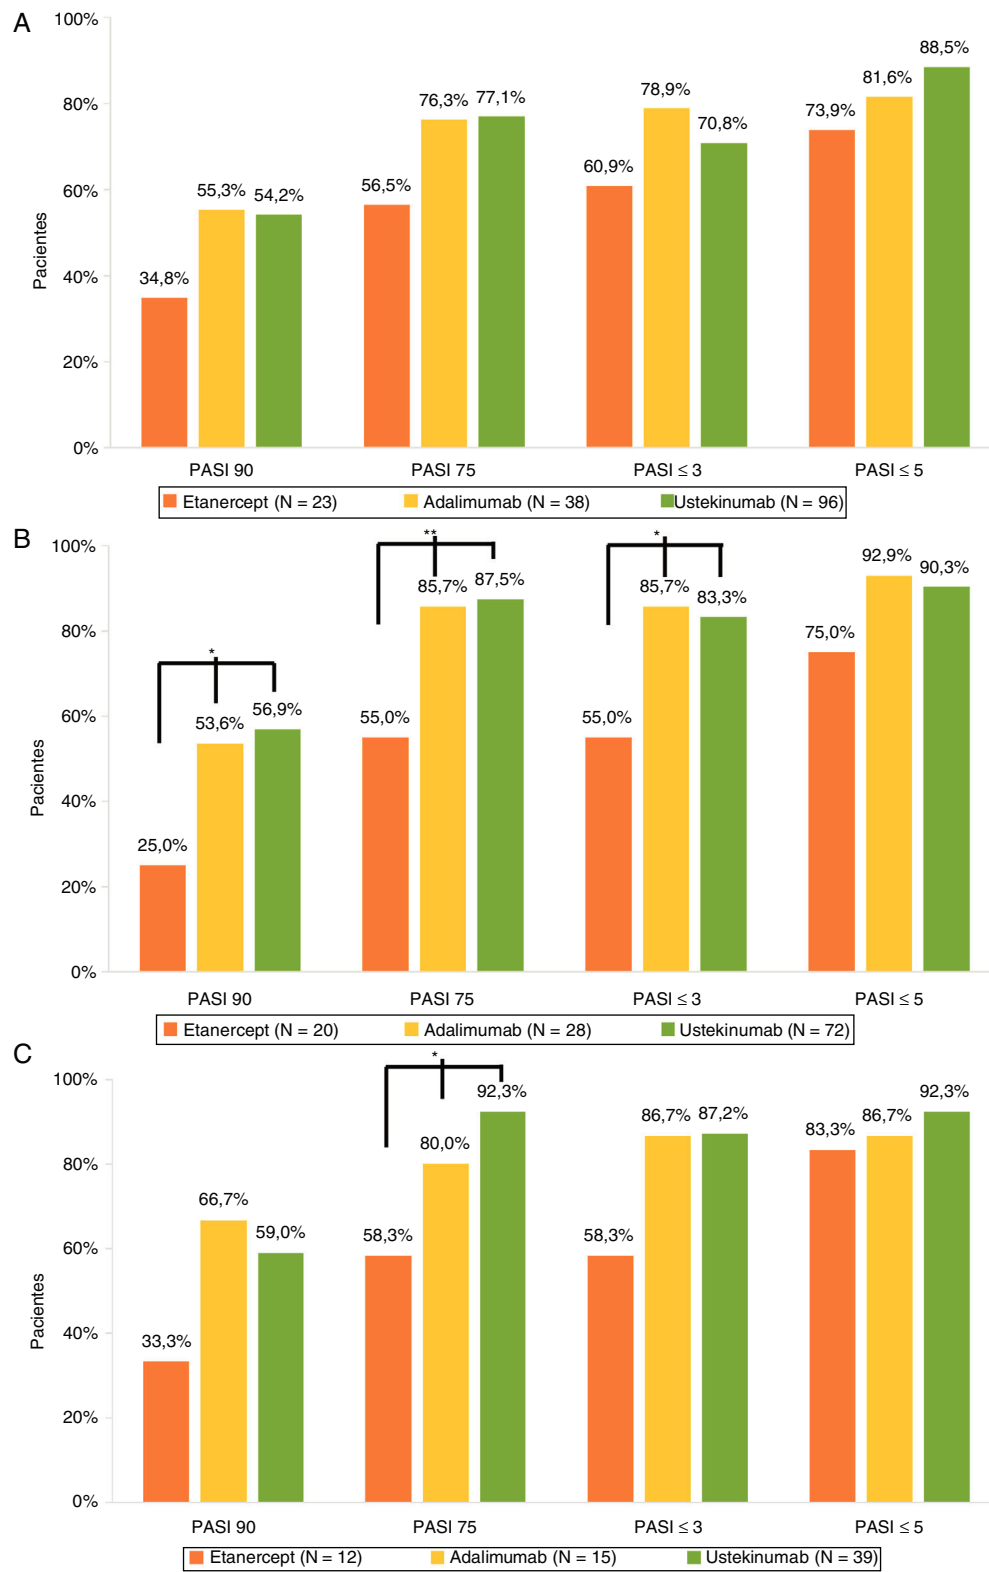 A
100%
80%
60%
40%
20%
0%
Pacientes
34,8% 55,3% 54,2%
56,5% 76,3% 77,1%
60,9% 78,9% 70,8%
73,9% 81,6% 88,5%
PASI 90 PASI 75 PASI ≤ 3 PASI ≤ 5
Etanercept (N = 23) Adalimumab (N = 38) Ustekinumab (N = 96)
B
100%
80%
60%
40%
20%
0%
Pacientes
*
25,0% 53,6% 56,9%
**
55,0% 85,7% 87,5%
*
55,0% 85,7% 83,3%
75,0% 92,9% 90,3%
PASI 90 PASI 75 PASI ≤ 3 PASI ≤ 5
Etanercept (N = 20) Adalimumab (N = 28) Ustekinumab (N = 72)
C
100%
80%
60%
40%
20%
0%
Pacientes
33,3% 66,7% 59,0%
*
58,3% 80,0% 92,3%
58,3% 86,7% 87,2%
83,3% 86,7% 92,3%
PASI 90 PASI 75 PASI ≤ 3 PASI ≤ 5
Etanercept (N = 12) Adalimumab (N = 15) Ustekinumab (N = 39)